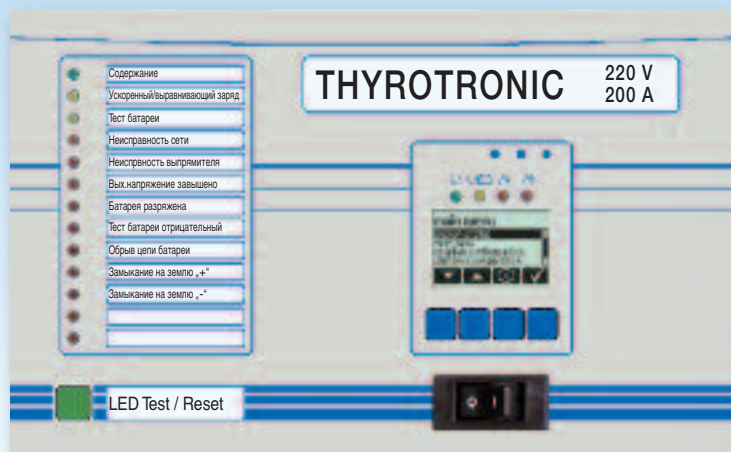 Содержание
Ускоренный/выравнивающий заряд
Тест батареи
Неисправность сети
Неиспрвность выпрямителя
Вых.напряжение завышено
Батарея разряжена
Тест батареи отрицательный
Обрыв цепи батареи
Замыкание на землю „+“
Замыкание на землю „-“
LED Test / Reset
THYROTRONIC
220 V
200 A